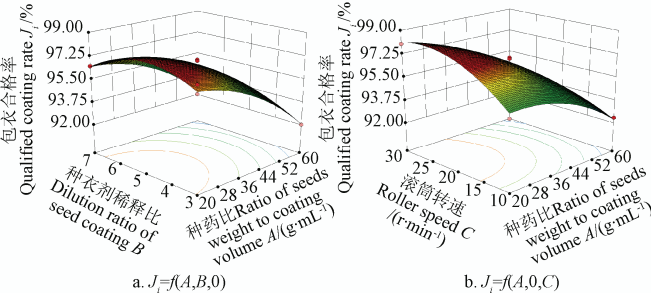 包衣合格率
Qualified coating rate J /%
99.00
97.25
95.50
93.75
92.00
7
6
5
4
3
种衣剂稀释比
Dilution ratio of
seed coating B
20
28
36
44
52
60
种药比Ratio of seeds
weight to coating
volume A/(g·mL⁻¹)
a. J₁=f(A,B,0)
包衣合格率
Qualified coating rate J /%
99.00
97.25
95.50
93.75
92.00
30
25
20
15
10
滚筒转速
Roller speed C
/(r·min⁻¹)
20
28
36
44
52
60
种药比Ratio of seeds
weight to coating
volume A/(g·mL⁻¹)
b. J₁=f(A,0,C)